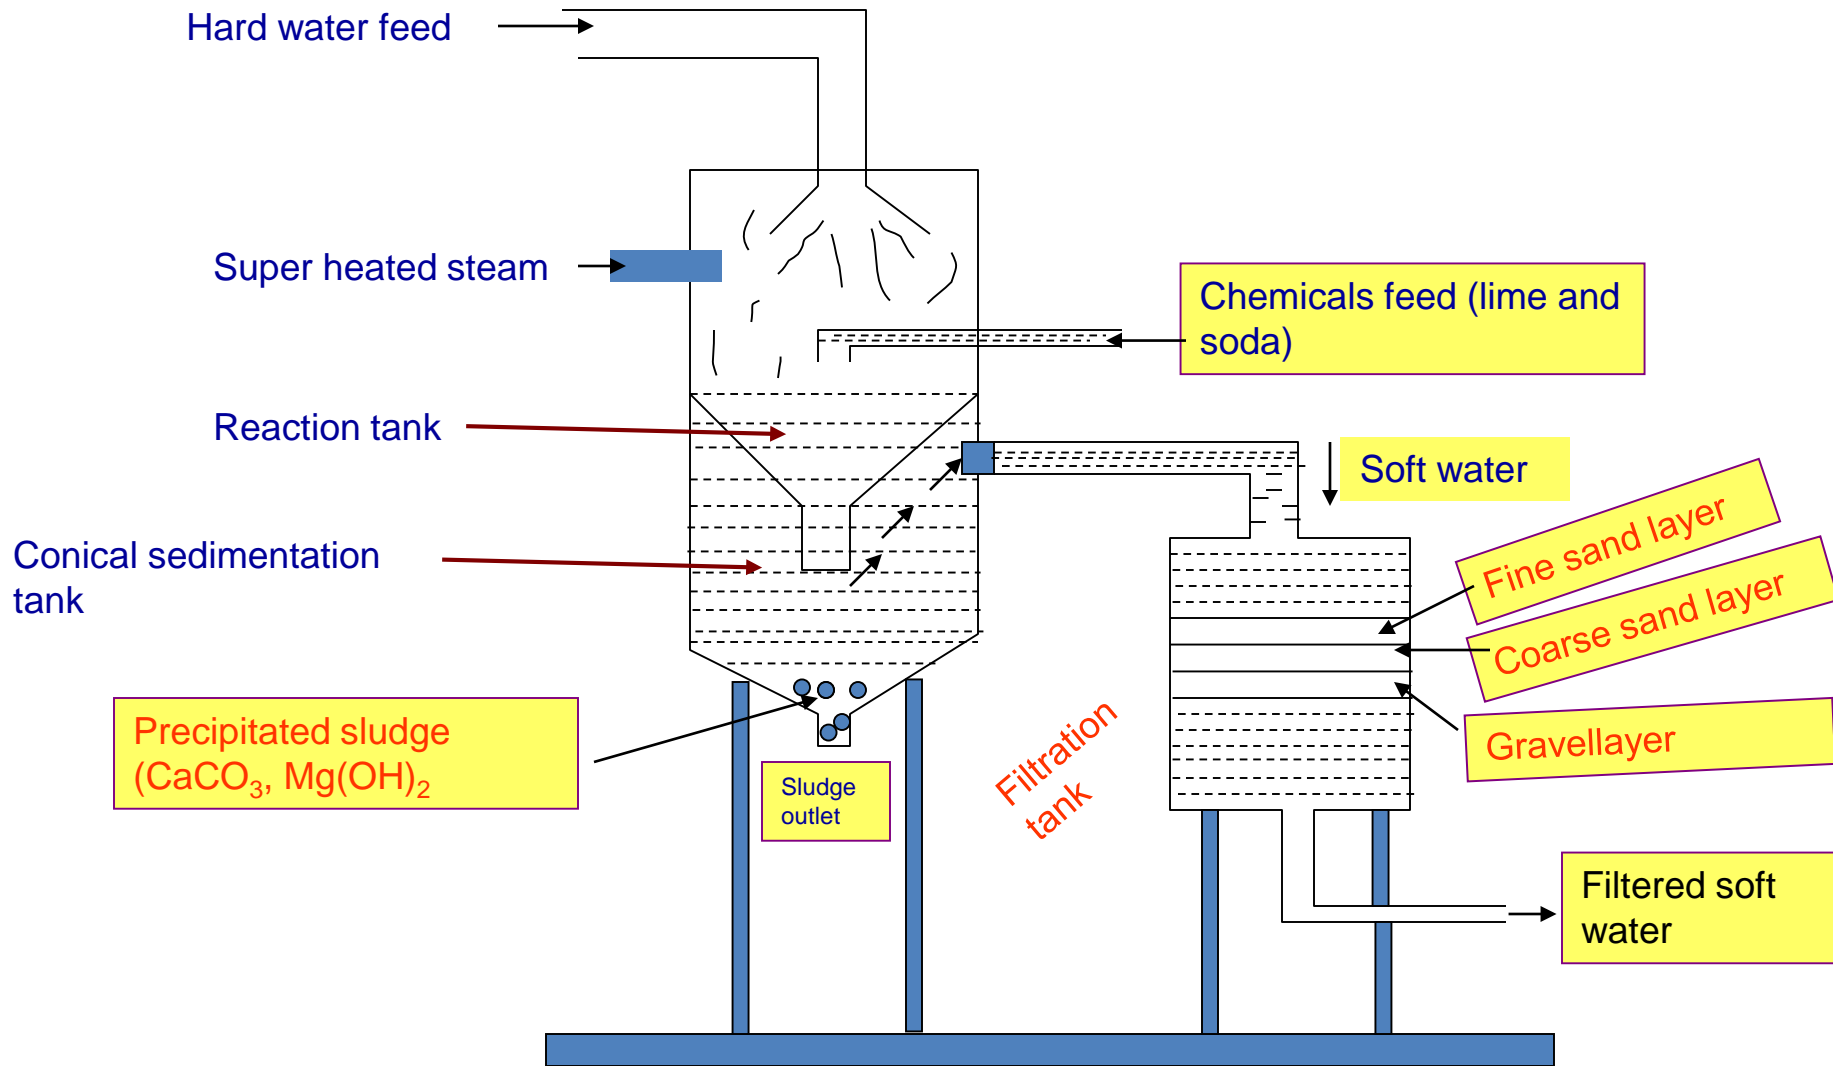 Hard water feed
Super heated steam
Chemicals feed (lime and
soda)
Reaction tank
Soft water
Fine sand layer
Conical sedimentation
tank
Coarse sand layer
Precipitated sludge
(CaCO₃, Mg(OH)₂
Gravellayer
Filtration
tank
Sludge
outlet
Filtered soft
water